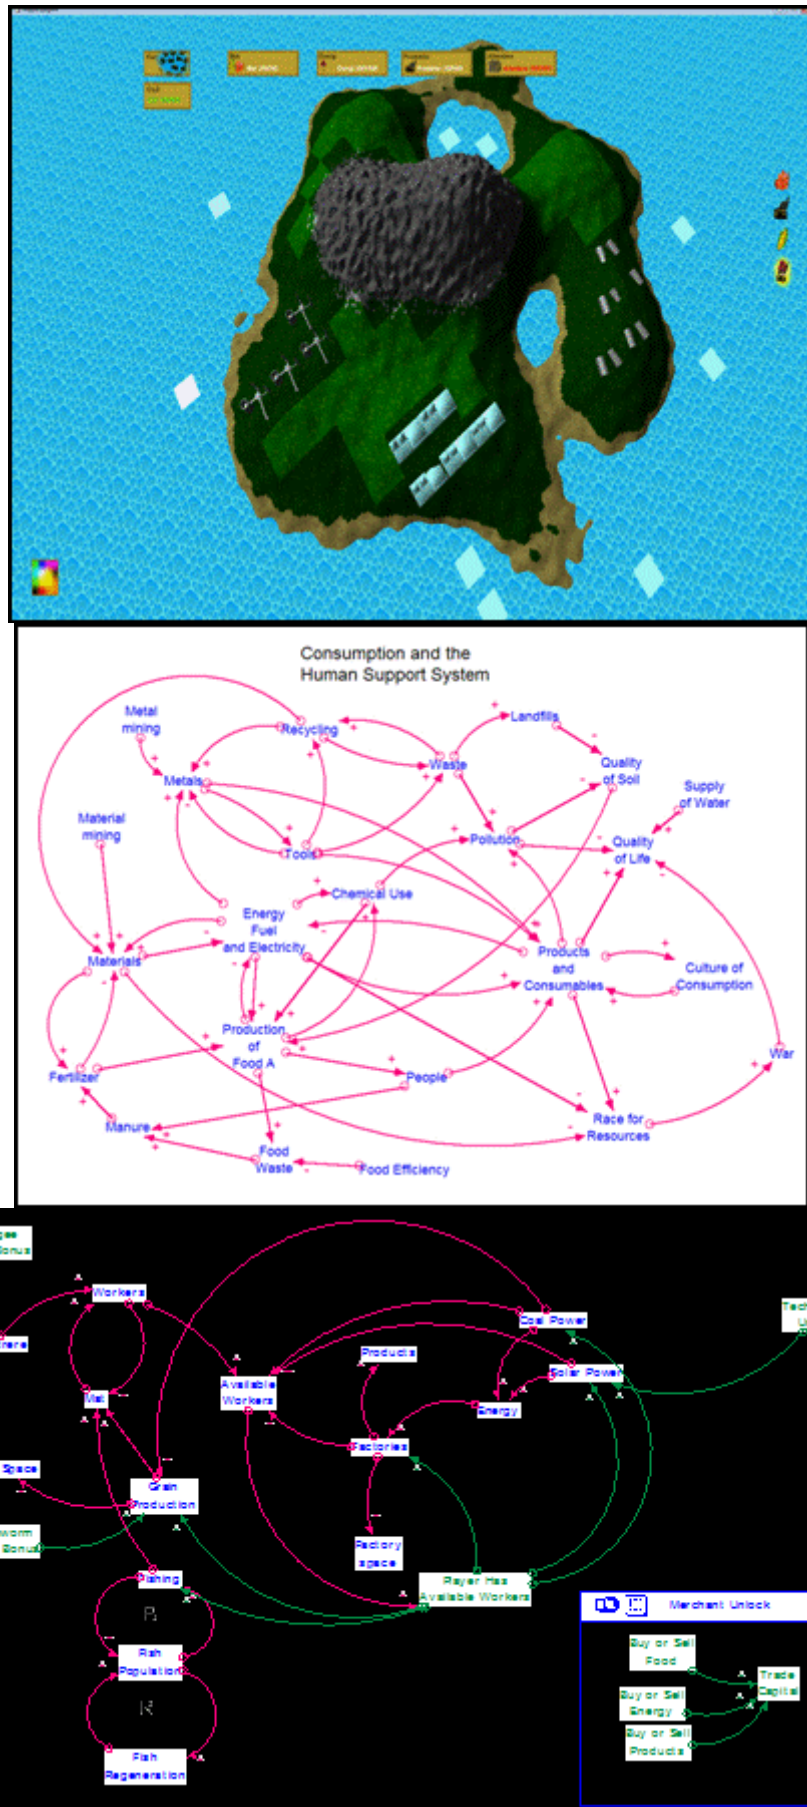 Consumption and the
Human Support System
Metal
mining
Recycling
Landfills
Waste
Quality
of Soil
Metals
Supply
of Water
Material
mining
Tools
Pollution
Quality
of Life
Chemical Use
Energy
Fuel
and Electricity
Materials
Products
and
Consumables
Culture of
Consumption
Production
of
Food A
War
Fertilizer
People
Manure
Race for
Resources
Food
Waste
Food Efficiency
Workers
Coal Power
Products
Solar Power
Available
Workers
Energy
Factories
Space
Grain
Production
Bonus
Factory
space
Fishing
Player Has
Available Workers
Merchant Unlock
Fish
Population
Buy or Sell
Food
Trade
Capital
Buy or Sell
Energy
Buy or Sell
Products
Fish
Regeneration